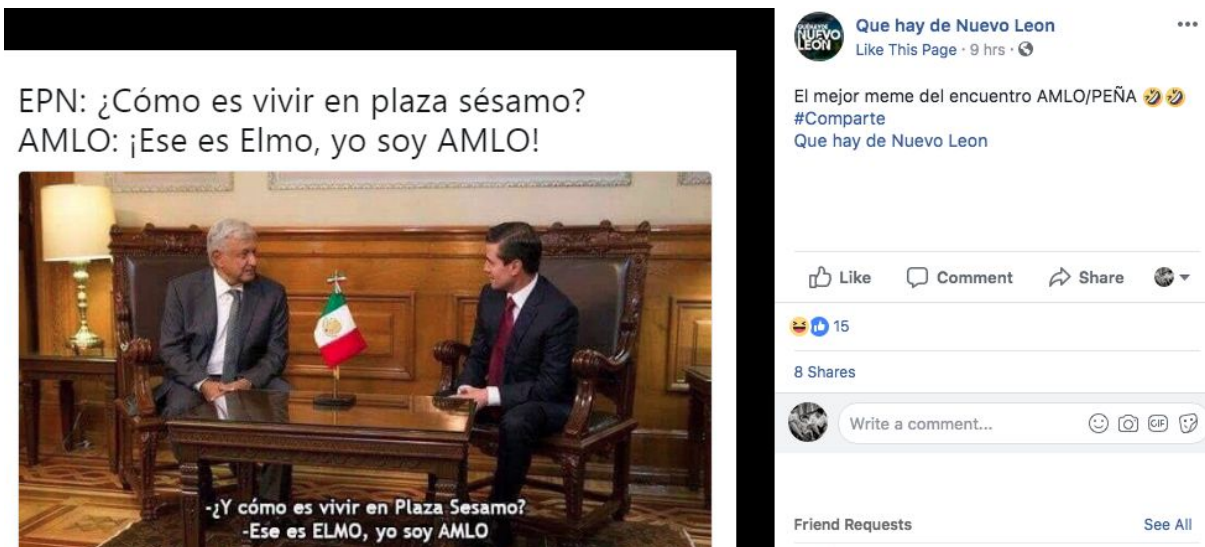 EPN: ¿Cómo es vivir en plaza sésamo?
AMLO: ¡Ese es Elmo, yo soy AMLO!
-¿Y cómo es vivir en Plaza Sesamo?
-Ese es ELMO, yo soy AMLO
NUEVO
LEÓN
Que hay de Nuevo Leon
Like This Page · 9 hrs ·
El mejor meme del encuentro AMLO/PEÑA 🤣🤣
#Comparte
Que hay de Nuevo Leon
Like Comment Share
15
8 Shares
Write a comment...
GIF
Friend Requests See All